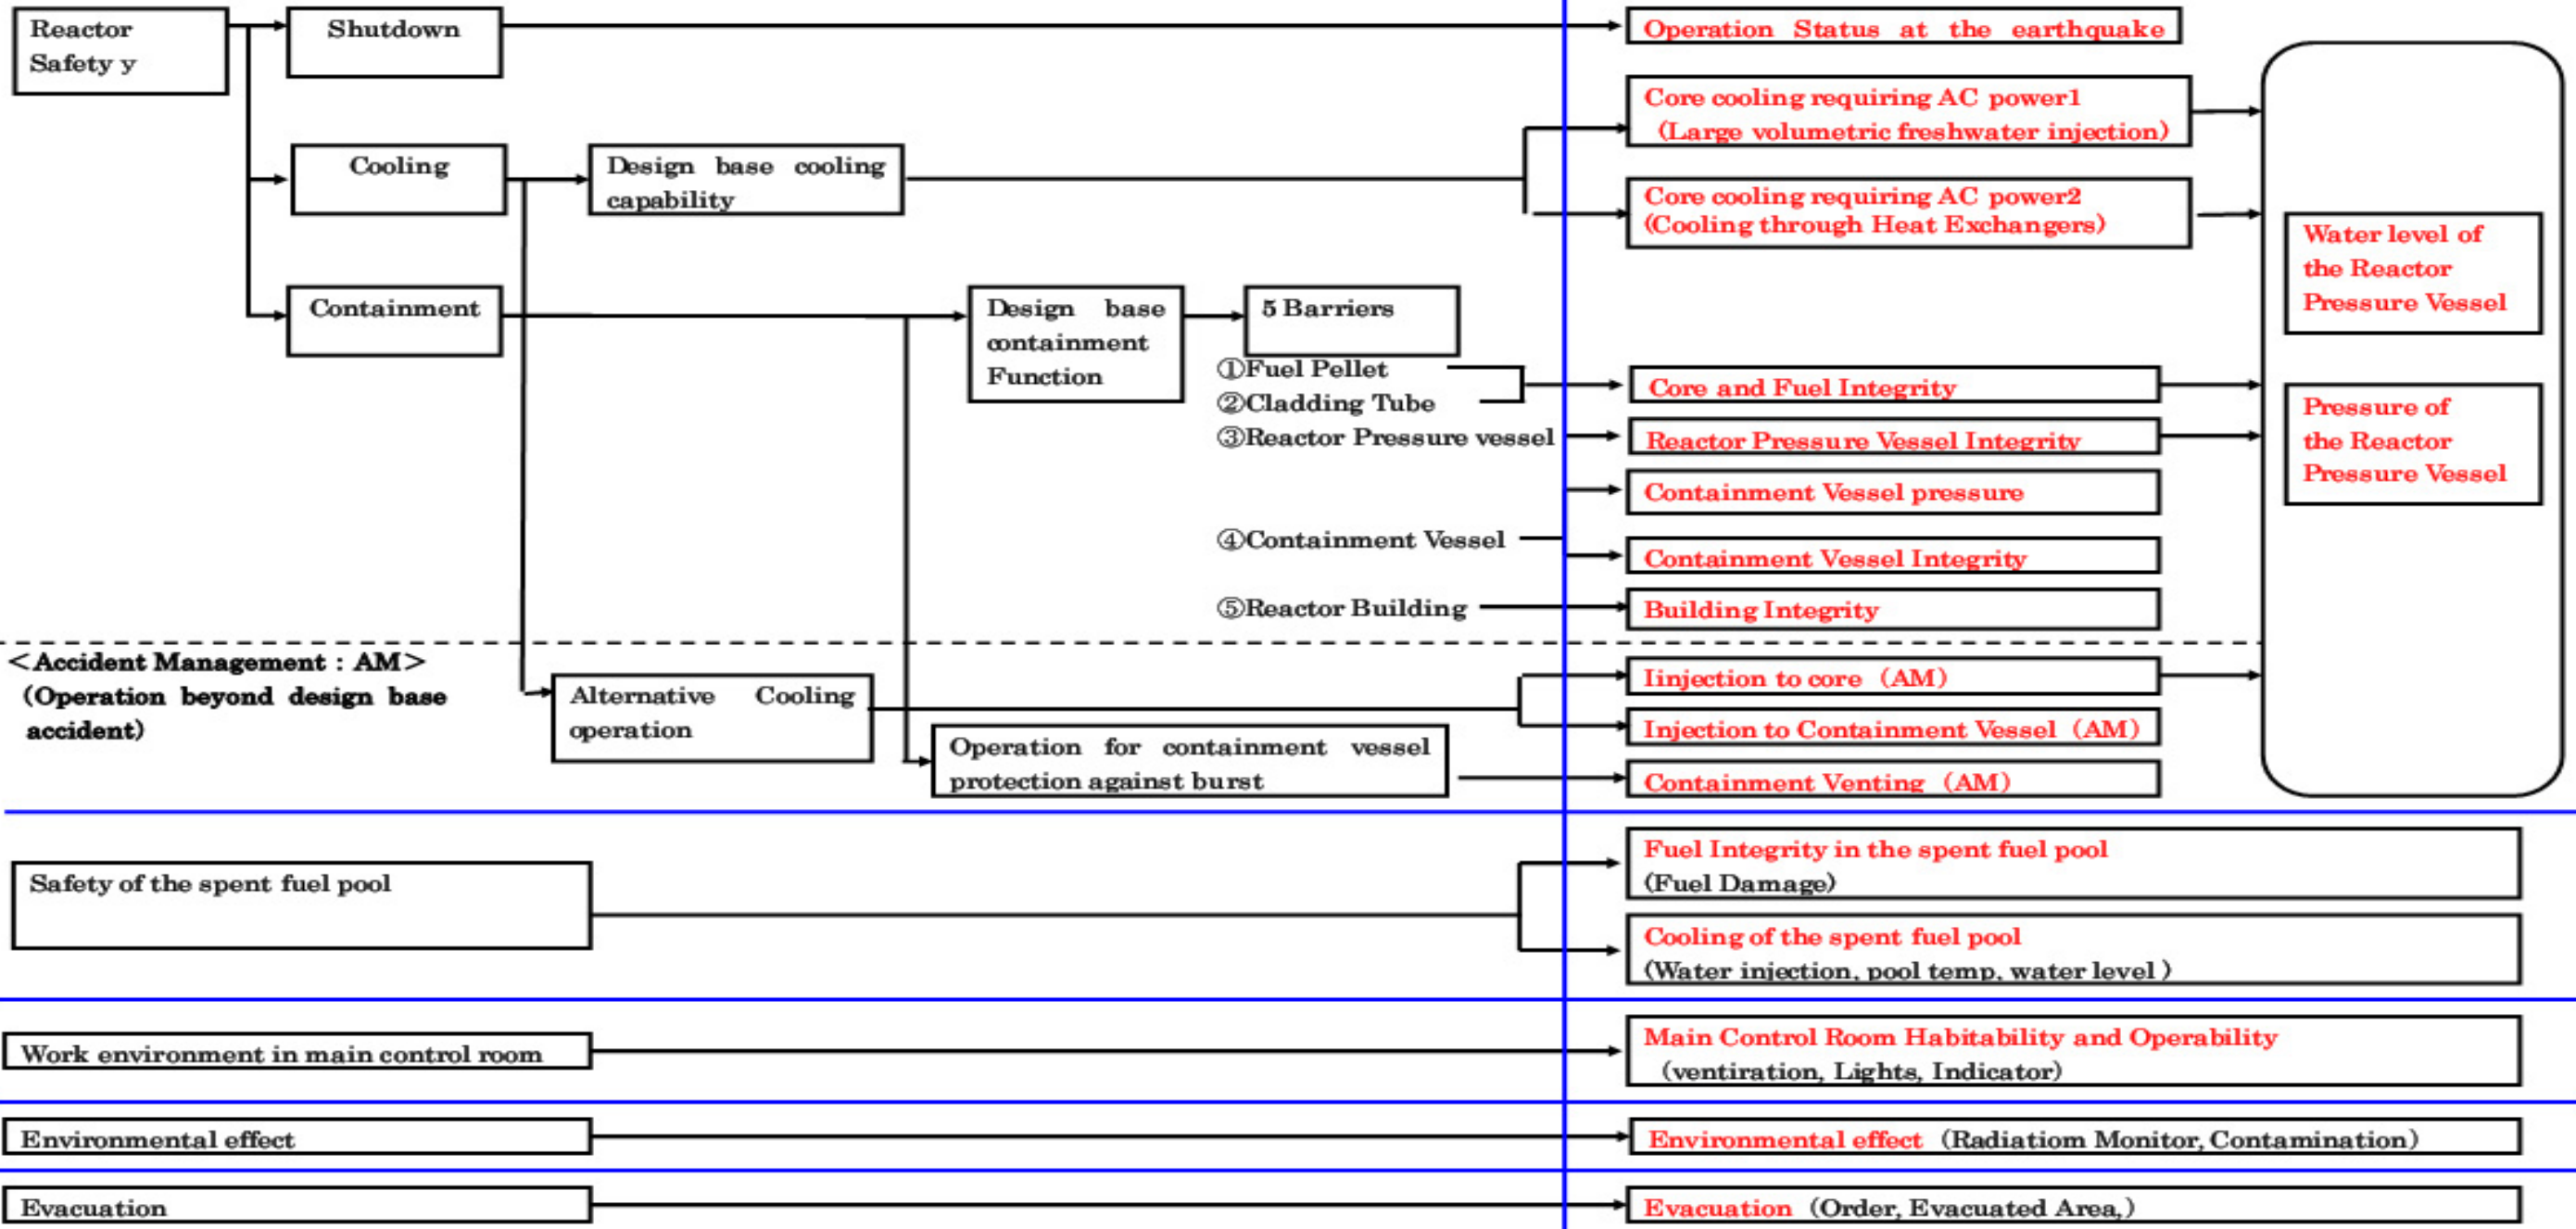 Reactor
Safety y
Shutdown
Operation Status at the earthquake
Core cooling requiring AC power1
(Large volumetric freshwater injection)
Cooling
Design base cooling
capability
Core cooling requiring AC power2
(Cooling through Heat Exchangers)
Water level of
the Reactor
Pressure Vessel
Containment
Design base
containment
Function
5 Barriers
①Fuel Pellet
②Cladding Tube
③Reactor Pressure vessel
④Containment Vessel
⑤Reactor Building
Core and Fuel Integrity
Reactor Pressure Vessel Integrity
Containment Vessel pressure
Containment Vessel Integrity
Building Integrity
Pressure of
the Reactor
Pressure Vessel
<Accident Management : AM>
(Operation beyond design base
accident)
Alternative Cooling
operation
Operation for containment vessel
protection against burst
Iinjection to core (AM)
Injection to Containment Vessel (AM)
Containment Venting (AM)
Safety of the spent fuel pool
Fuel Integrity in the spent fuel pool
(Fuel Damage)
Cooling of the spent fuel pool
(Water injection, pool temp, water level )
Work environment in main control room
Main Control Room Habitability and Operability
(ventiration, Lights, Indicator)
Environmental effect
Environmental effect (Radiatiom Monitor, Contamination)
Evacuation
Evacuation (Order, Evacuated Area,)